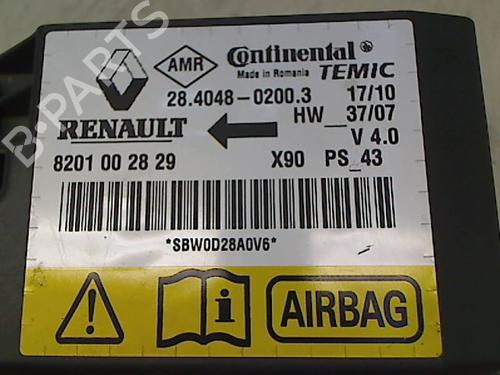 AMR
Continental
Made in Romania TEMIC
28.4048-0200.3 17/10
RENAULT
HW__37/07
V 4.0
8201 00 28 29 X90 PS_43
*SBW0D28A0V6*
AIRBAG
B-PARTS